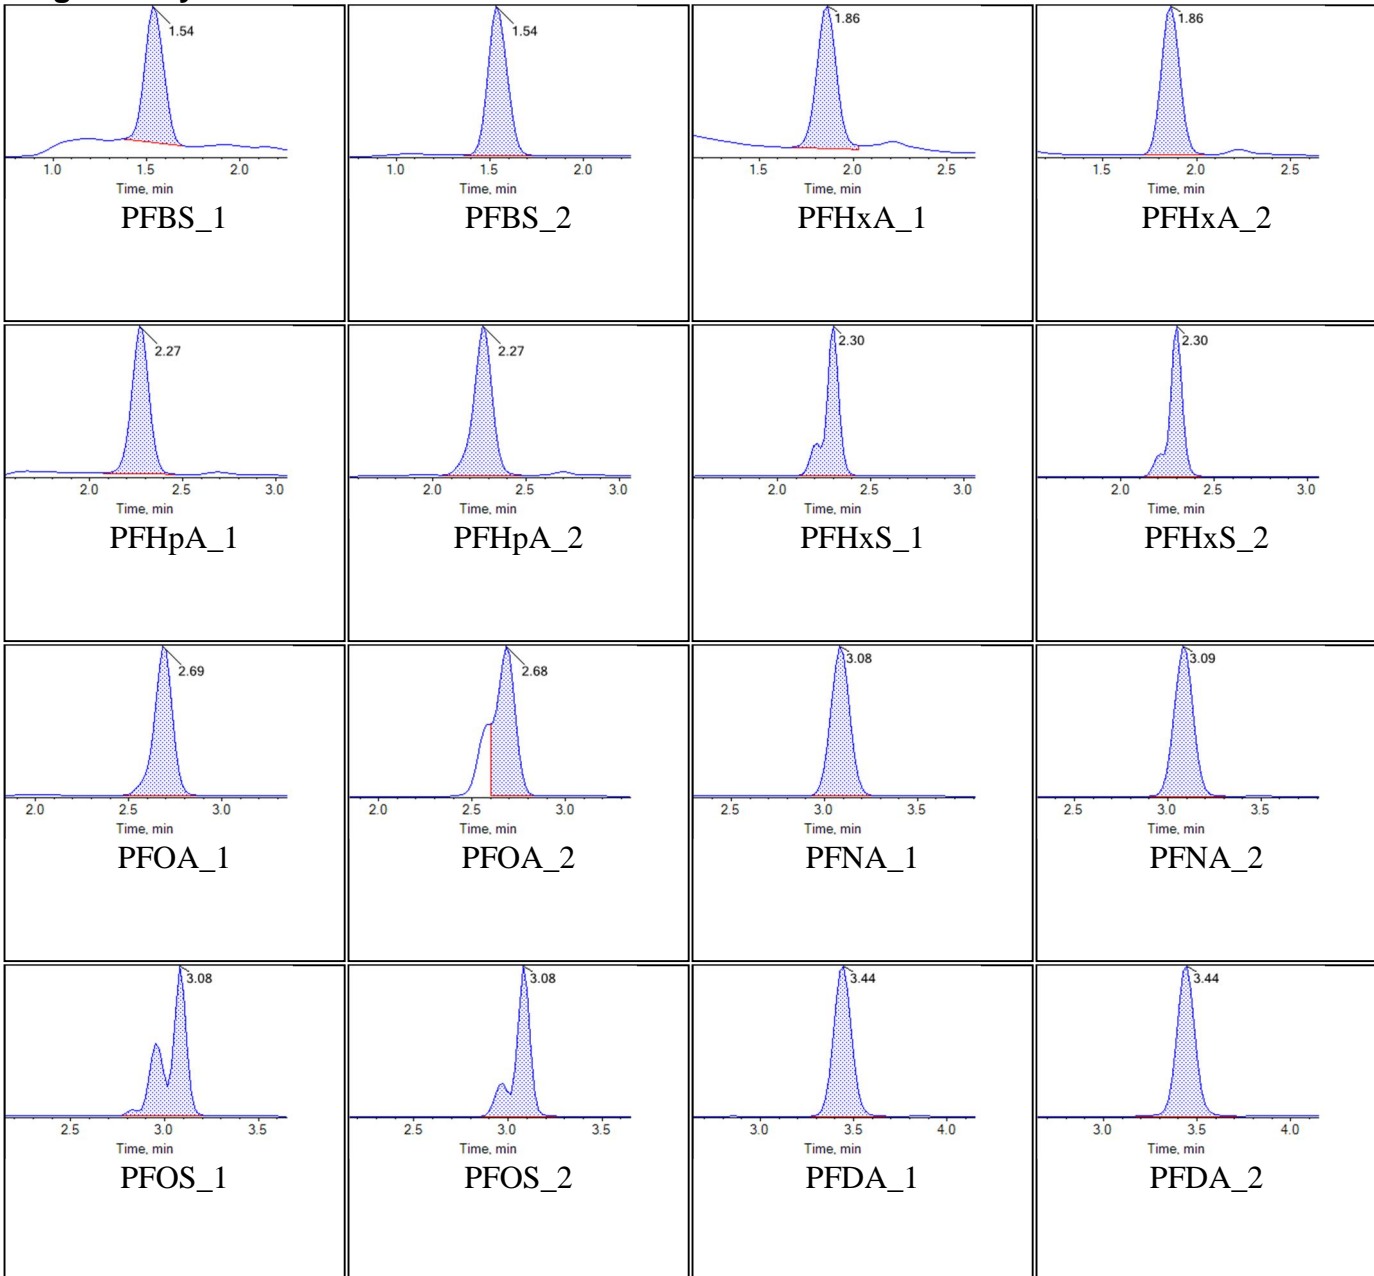 1.54
1.0 1.5 2.0
Time, min
PFBS_1
1.54
1.0 1.5 2.0
Time, min
PFBS_2
1.86
1.5 2.0 2.5
Time, min
PFHxA_1
1.86
1.5 2.0 2.5
Time, min
PFHxA_2
2.27
2.0 2.5 3.0
Time, min
PFHpA_1
2.27
2.0 2.5 3.0
Time, min
PFHpA_2
2.30
2.0 2.5 3.0
Time, min
PFHxS_1
2.30
2.0 2.5 3.0
Time, min
PFHxS_2
2.69
2.0 2.5 3.0
Time, min
PFOA_1
2.68
2.0 2.5 3.0
Time, min
PFOA_2
3.08
2.5 3.0 3.5
Time, min
PFNA_1
3.09
2.5 3.0 3.5
Time, min
PFNA_2
3.08
2.5 3.0 3.5
Time, min
PFOS_1
3.08
2.5 3.0 3.5
Time, min
PFOS_2
3.44
3.0 3.5 4.0
Time, min
PFDA_1
3.44
3.0 3.5 4.0
Time, min
PFDA_2